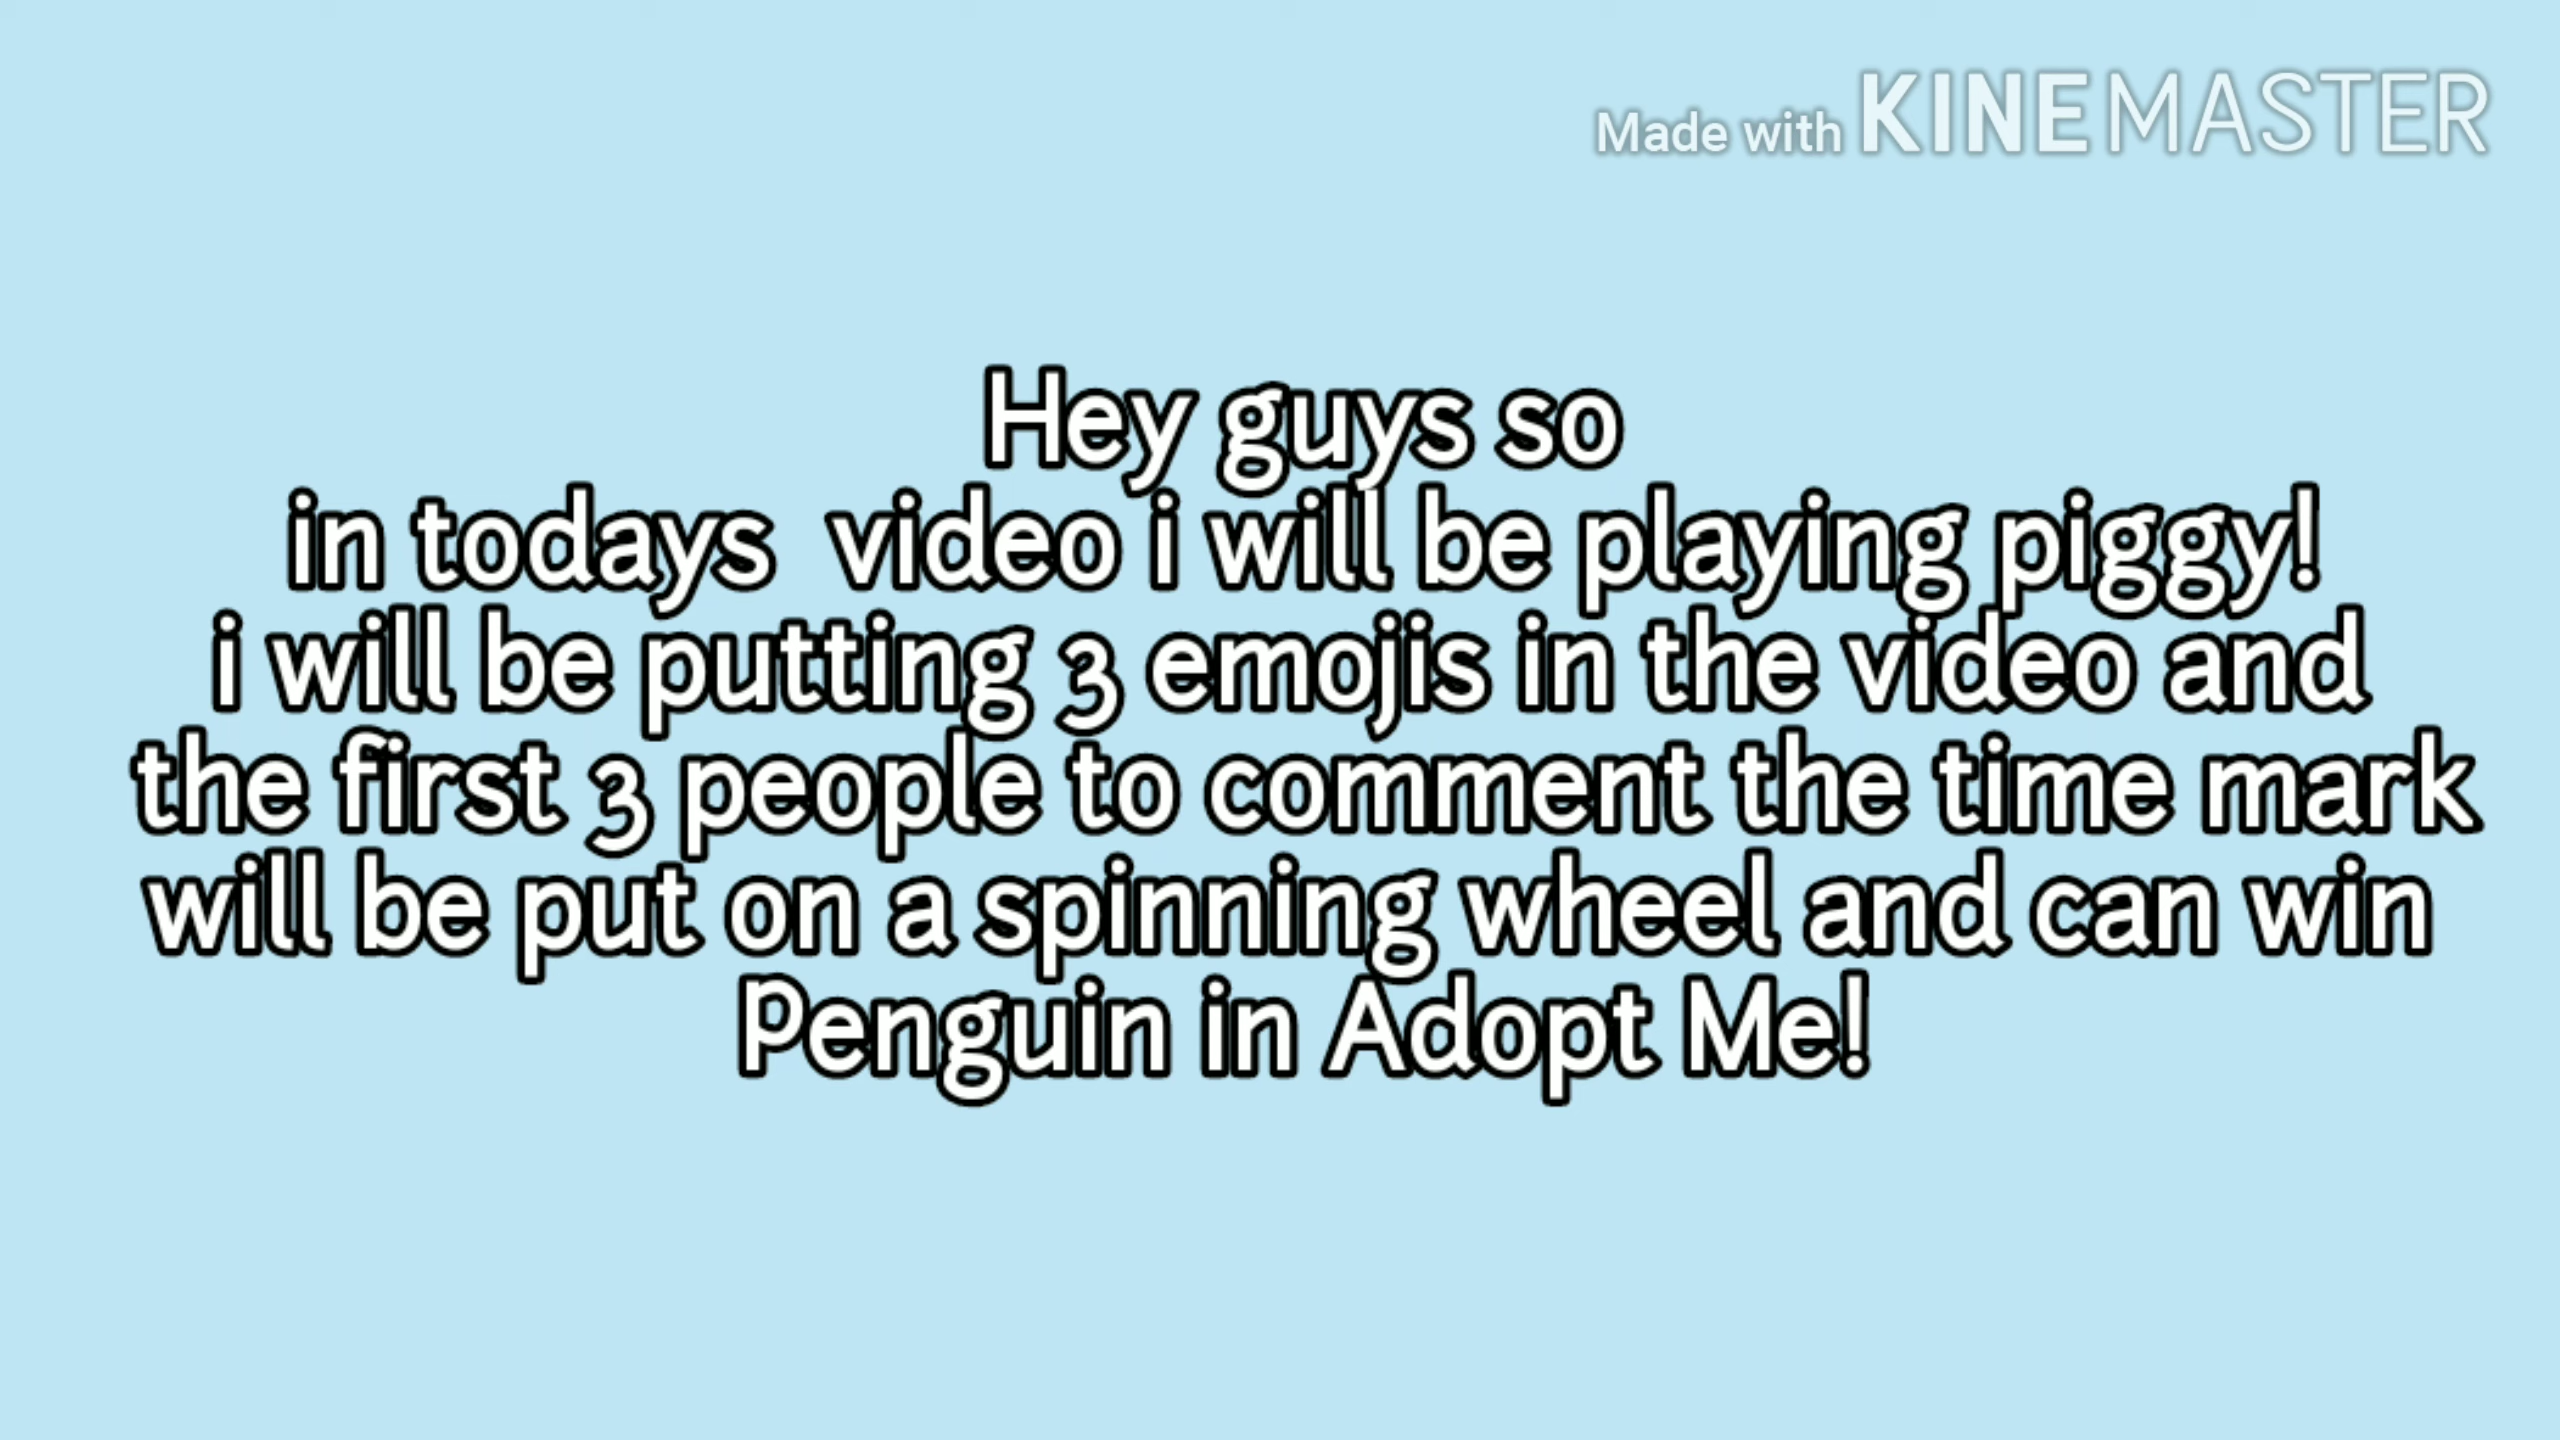 Made with KINEMASTER
Hey guys so
in todays  video i will be playing piggy!
i will be putting 3 emojis in the video and
the first 3 people to comment the time mark
will be put on a spinning wheel and can win
Penguin in Adopt Me!